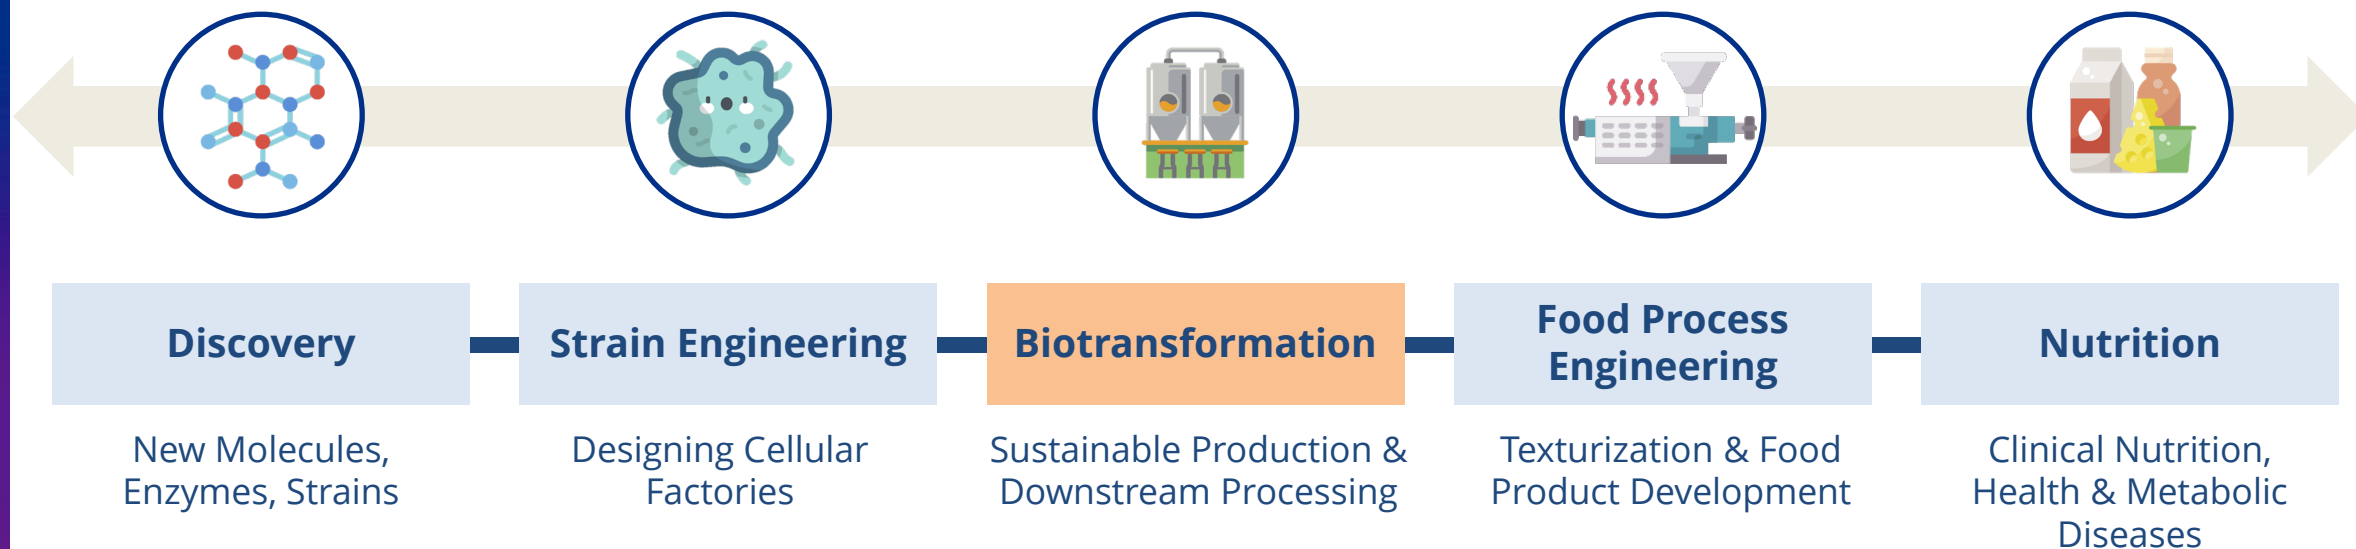 Discovery
Strain Engineering
Biotransformation
Food Process
Engineering
Nutrition
New Molecules,
Enzymes, Strains
Designing Cellular
Factories
Sustainable Production &
Downstream Processing
Texturization & Food
Product Development
Clinical Nutrition,
Health & Metabolic
Diseases